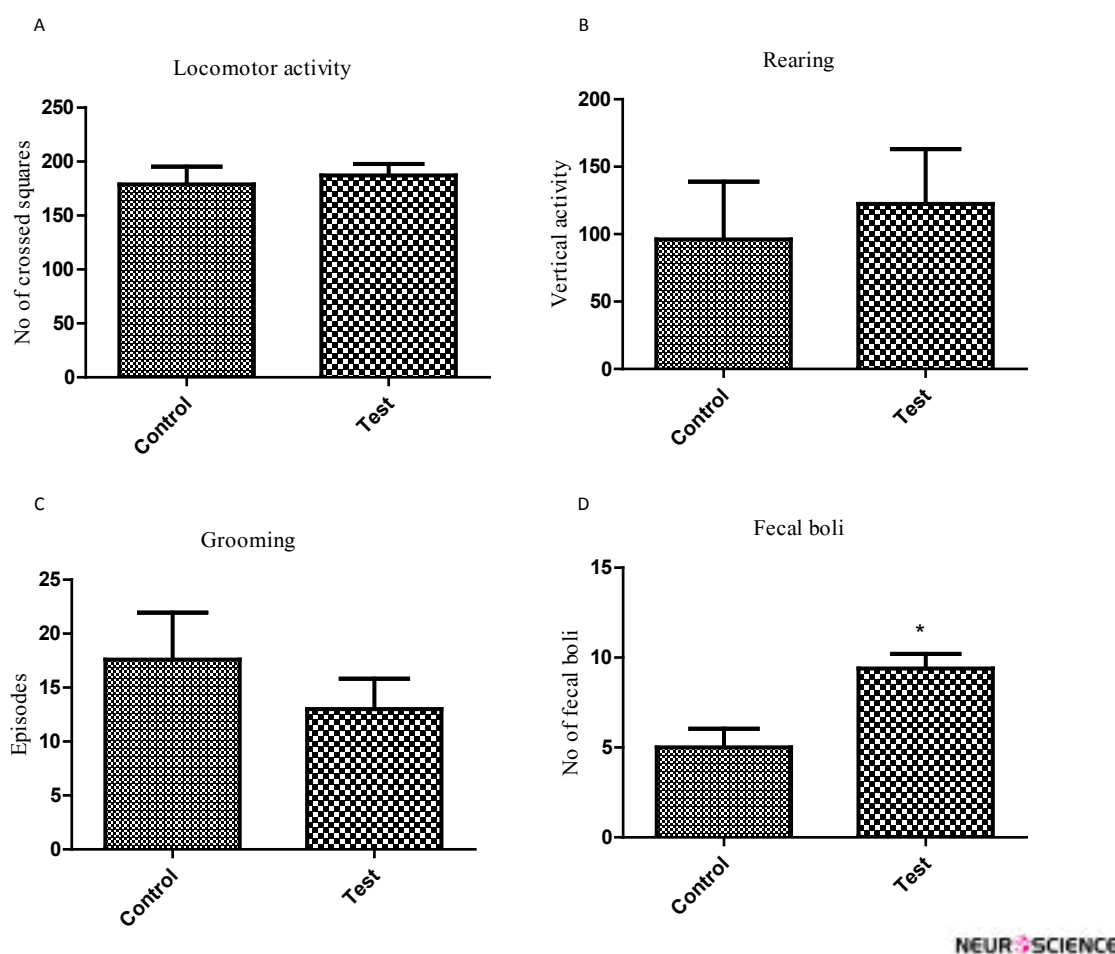 A
Locomotor activity
No of crossed squares
250
200
150
100
50
0
Control
Test
B
Rearing
Vertical activity
200
150
100
50
0
Control
Test
C
Grooming
Episodes
25
20
15
10
5
0
Control
Test
D
Fecal boli
No of fecal boli
15
10
5
0
*
Control
Test
NEUROSCIENCE